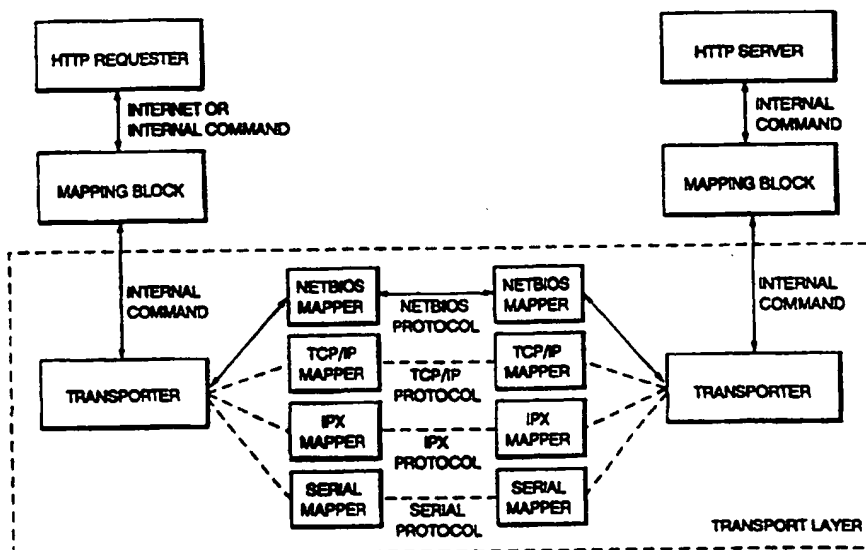 HTTP REQUESTER
HTTP SERVER
INTERNET OR
INTERNAL COMMAND
INTERNAL
COMMAND
MAPPING BLOCK
MAPPING BLOCK
INTERNAL
COMMAND
NETBIOS
MAPPER
NETBIOS
PROTOCOL
NETBIOS
MAPPER
INTERNAL
COMMAND
TRANSPORTER
TCP/IP
MAPPER
TCP/IP
PROTOCOL
TCP/IP
MAPPER
TRANSPORTER
IPX
MAPPER
IPX
PROTOCOL
IPX
MAPPER
SERIAL
MAPPER
SERIAL
PROTOCOL
SERIAL
MAPPER
TRANSPORT LAYER